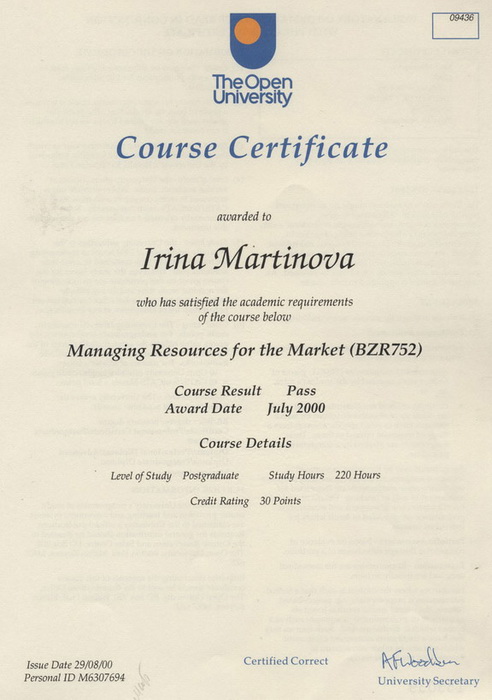 09436
The Open
University
Course Certificate
awarded to
Irina Martinova
who has satisfied the academic requirements
of the course below
Managing Resources for the Market (BZR752)
Course Result Pass
Award Date July 2000
Course Details
Level of Study Postgraduate Study Hours 220 Hours
Credit Rating 30 Points
Issue Date 29/08/00
Personal ID M6307694
Certified Correct
University Secretary